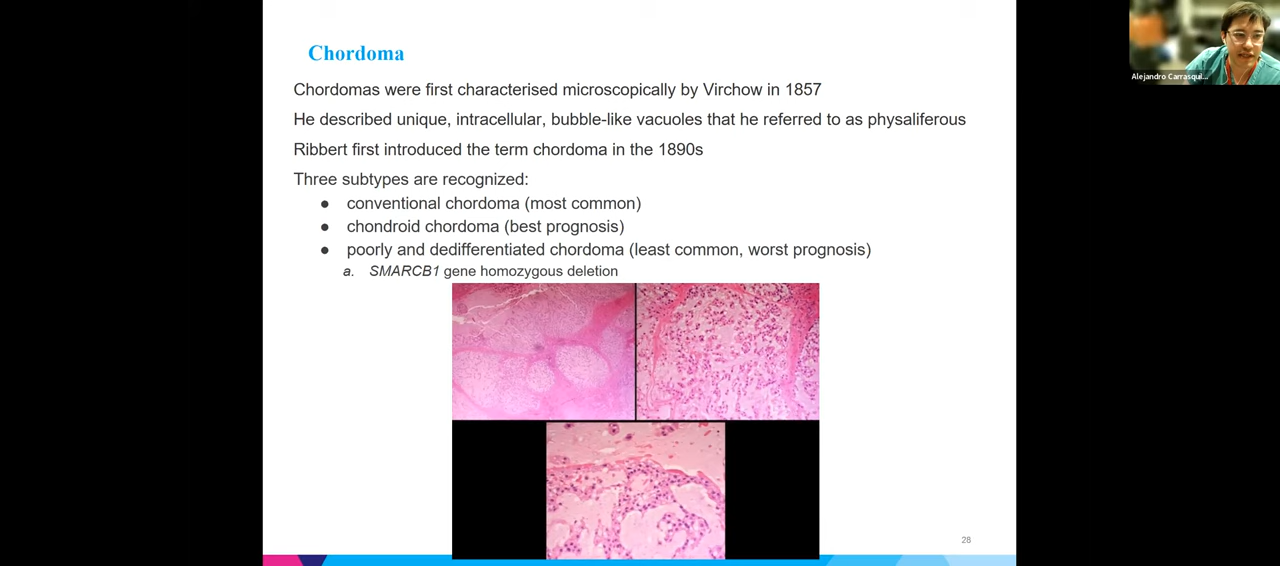 Chordoma
Chordomas were first characterised microscopically by Virchow in 1857
He described unique, intracellular, bubble-like vacuoles that he referred to as physaliferous
Ribbert first introduced the term chordoma in the 1890s
Three subtypes are recognized:
● conventional chordoma (most common)
● chondroid chordoma (best prognosis)
● poorly and dedifferentiated chordoma (least common, worst prognosis)
a. SMARCB1 gene homozygous deletion
28
Alejandro Carrasqui...